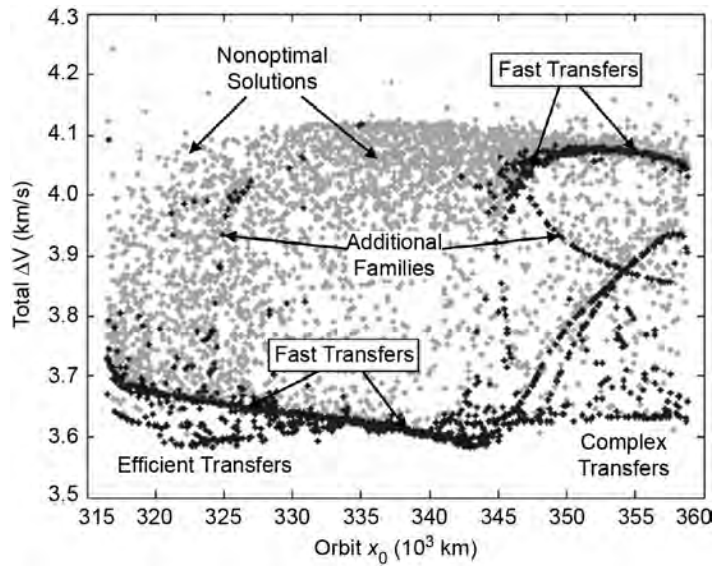 4.3
4.2
4.1
4.0
3.9
3.8
3.7
3.6
3.5
Total ΔV (km/s)
Nonoptimal
Solutions
Fast Transfers
Additional
Families
Fast Transfers
Efficient Transfers
Complex
Transfers
315 320 325 330 335 340 345 350 355 360
Orbit x₀ (10³ km)